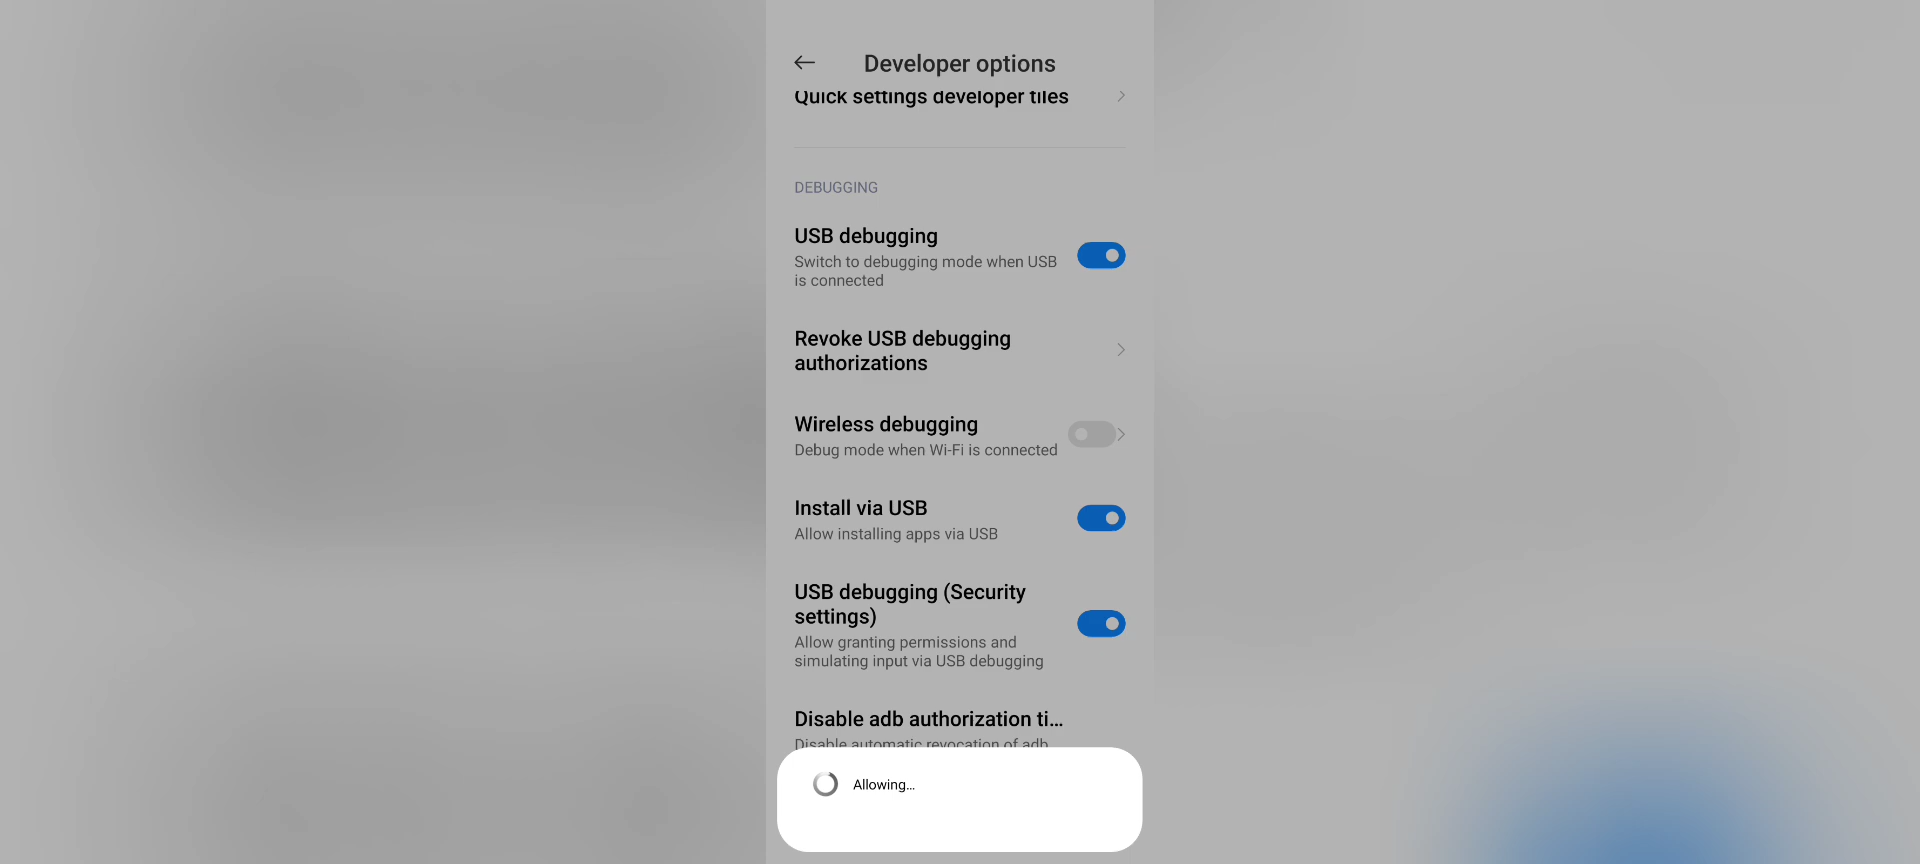 Developer options
Quick settings developer tiles
DEBUGGING
USB debugging
Switch to debugging mode when USB
is connected
Revoke USB debugging
authorizations
Wireless debugging
Debug mode when Wi-Fi is connected
Install via USB
Allow installing apps via USB
USB debugging (Security
settings)
Allow granting permissions and
simulating input via USB debugging
Disable adb authorization ti...
Disable automatic revocation of adb
Allowing...